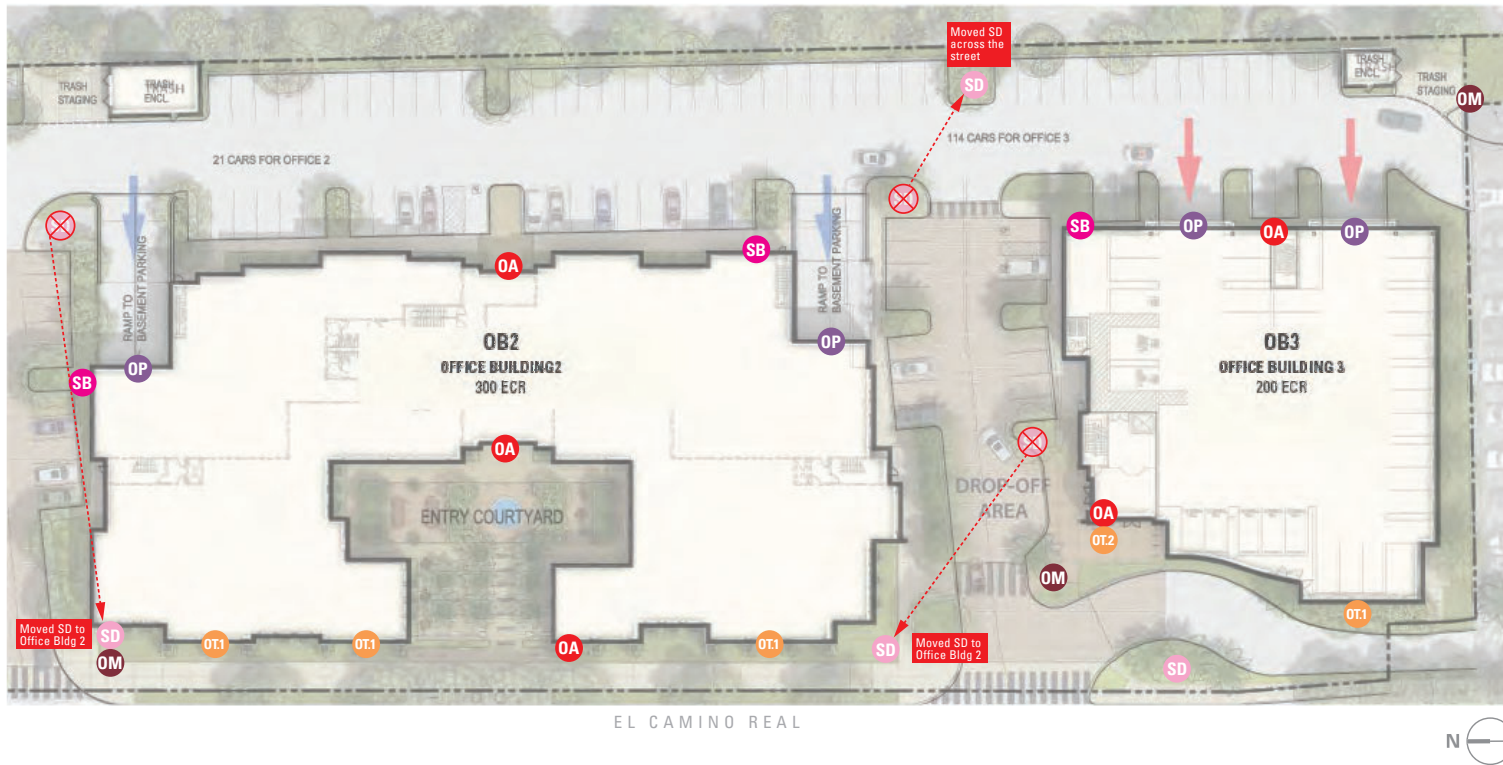 Moved SD
across the
street
SD
TRASH
STAGING
TRASH
ENCL.
TRASH
ENCL.
TRASH
STAGING
OM
21 CARS FOR OFFICE 2
114 CARS FOR OFFICE 3
SB
OP
OA
OP
SB
OA
RAMP TO
BASEMENT PARKING
RAMP TO
BASEMENT PARKING
OP
OP
SB
OB2
OFFICE BUILDING 2
300 ECR
OB3
OFFICE BUILDING 3
200 ECR
OA
ENTRY COURTYARD
DROP-OFF
AREA
OA
OT.2
OM
Moved SD to
Office Bldg 2
SD
OM
OT.1
OT.1
OA
OT.1
SD
Moved SD to
Office Bldg 2
SD
OT.1
EL CAMINO REAL
N